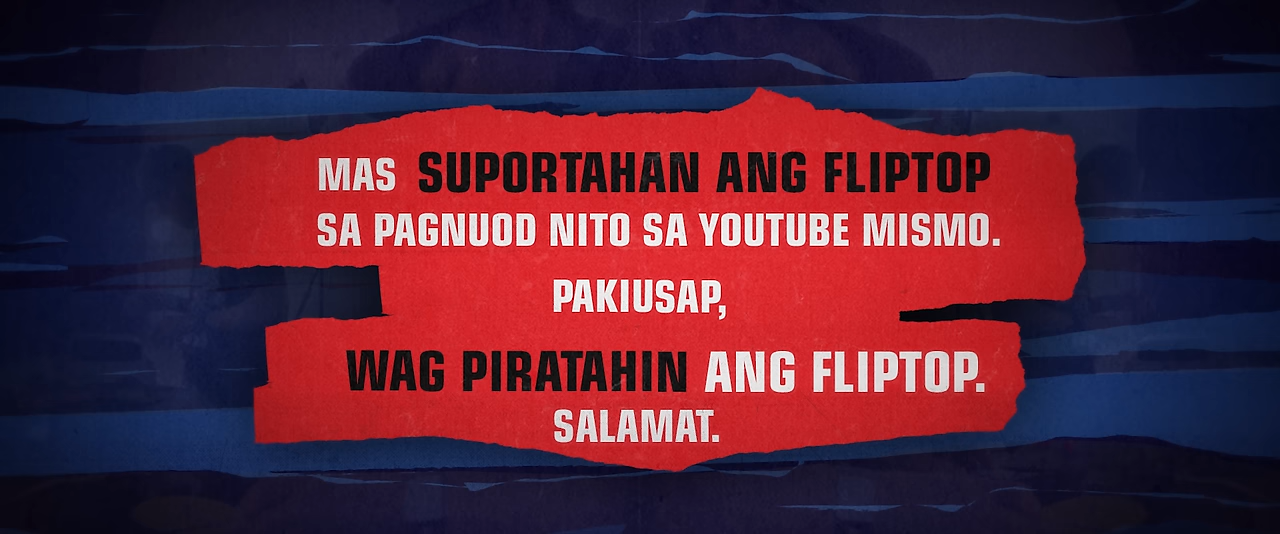 MAS SUPORTAHAN ANG FLIPTOP
SA PAGNUOD NITO SA YOUTUBE MISMO.
PAKIUSAP,
WAG PIRATAHIN ANG FLIPTOP.
SALAMAT.